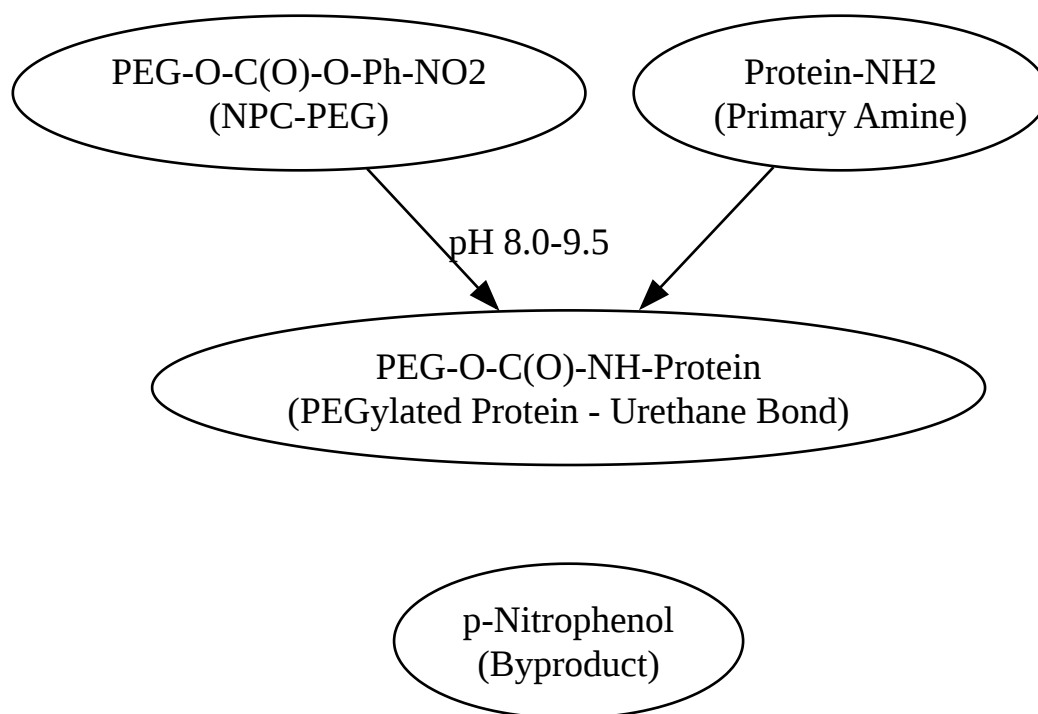 PEG-O-C(O)-O-Ph-NO2
(NPC-PEG)
Protein-NH2
(Primary Amine)
pH 8.0-9.5
PEG-O-C(O)-NH-Protein
(PEGylated Protein - Urethane Bond)
p-Nitrophenol
(Byproduct)